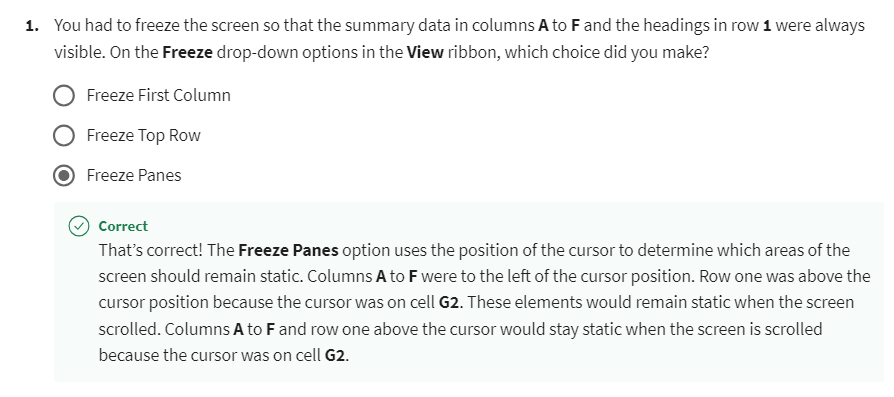 1. You had to freeze the screen so that the summary data in columns A to F and the headings in row 1 were always
visible. On the Freeze drop-down options in the View ribbon, which choice did you make?
Freeze First Column
Freeze Top Row
Freeze Panes
Correct
That's correct! The Freeze Panes option uses the position of the cursor to determine which areas of the
screen should remain static. Columns A to F were to the left of the cursor position. Row one was above the
cursor position because the cursor was on cell G2. These elements would remain static when the screen
scrolled. Columns A to F and row one above the cursor would stay static when the screen is scrolled
because the cursor was on cell G2.